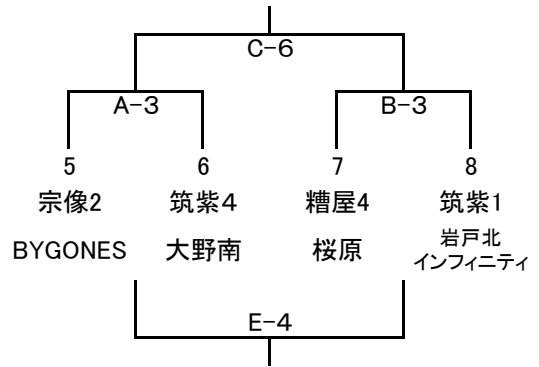 C-6
A-3 B-3
5 6 7 8
宗像2 筑紫4 糟屋4 筑紫1
BYGONES 大野南 桜原 岩戸北
インフィニティ
E-4